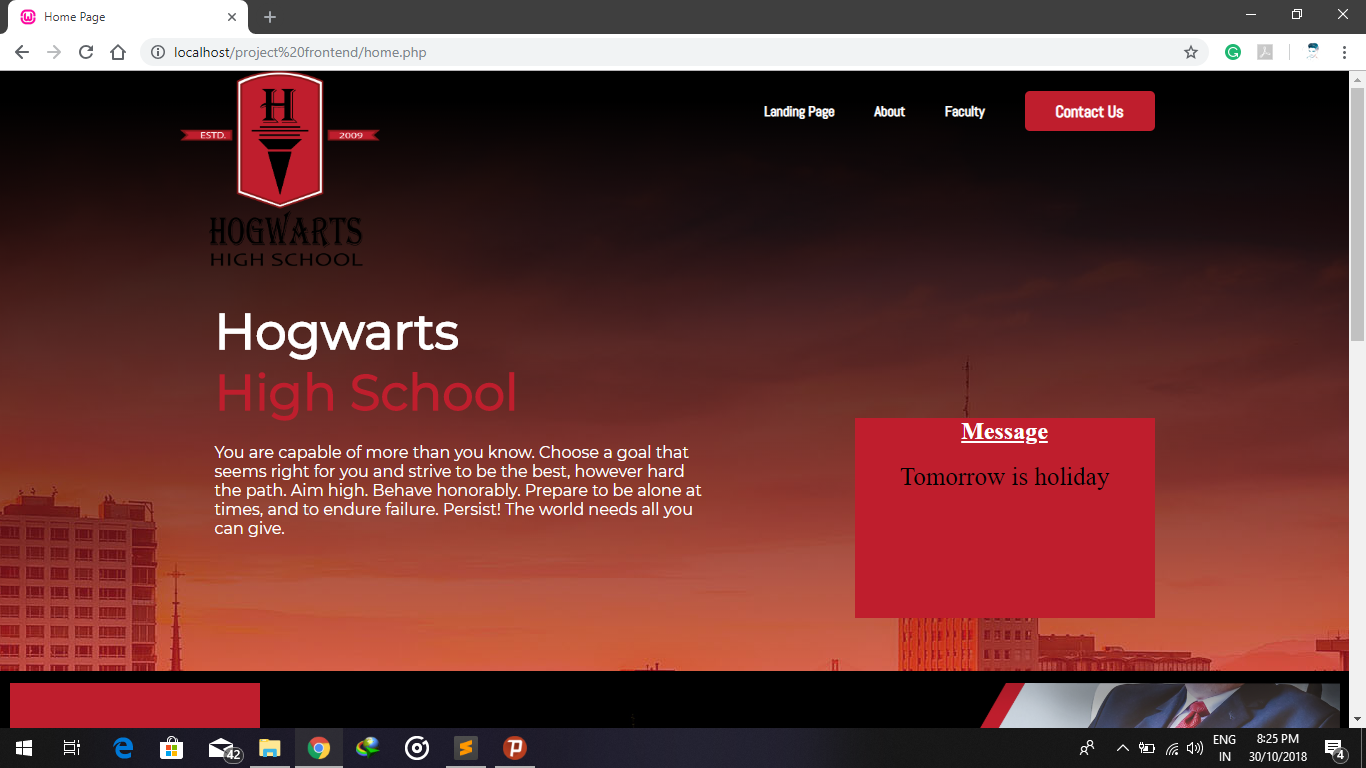 Home Page
localhost/project%20frontend/home.php
H
ESTD. 2009
HOGWARTS
HIGH SCHOOL
Landing Page About Faculty Contact Us
Hogwarts
High School
You are capable of more than you know. Choose a goal that
seems right for you and strive to be the best, however hard
the path. Aim high. Behave honorably. Prepare to be alone at
times, and to endure failure. Persist! The world needs all you
can give.
Message
Tomorrow is holiday
42
ENG
IN
8:25 PM
30/10/2018
4